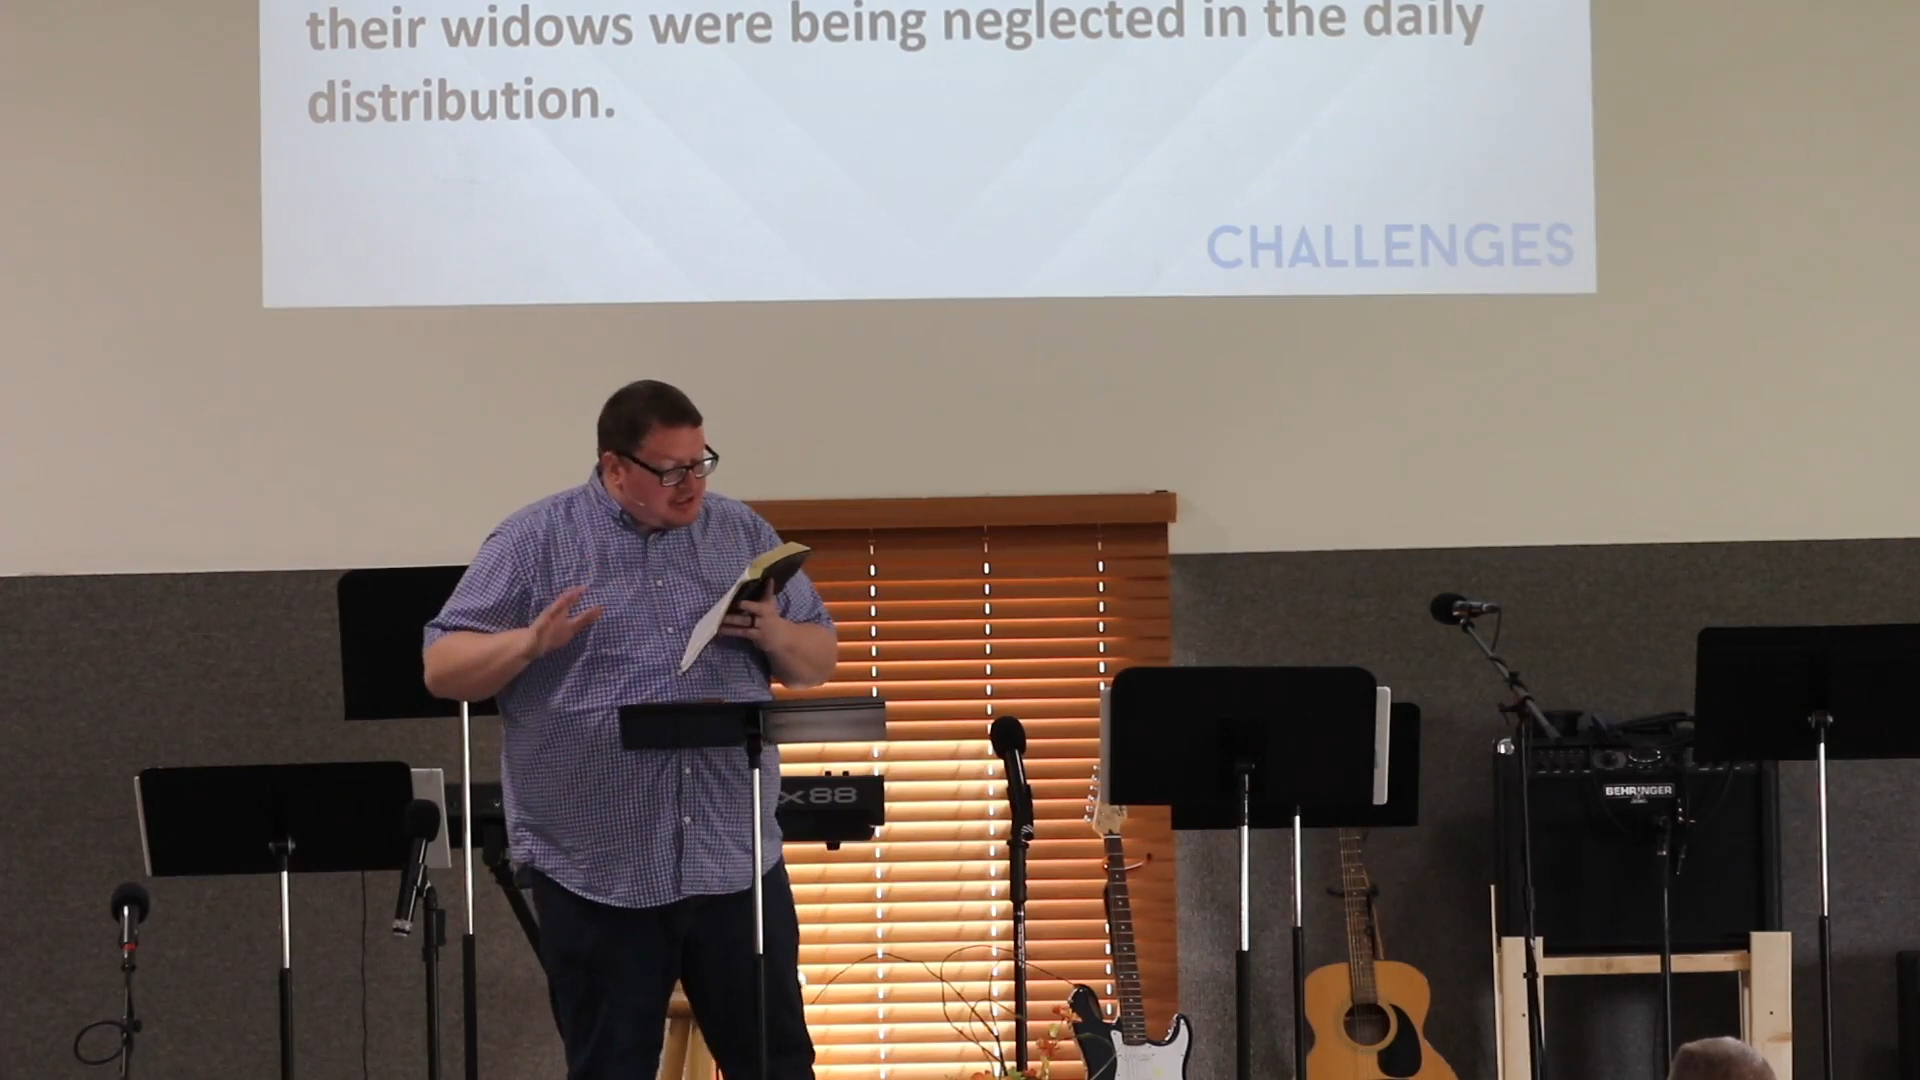 their widows were being neglected in the daily
distribution.
CHALLENGES
x88
BEHRINGER